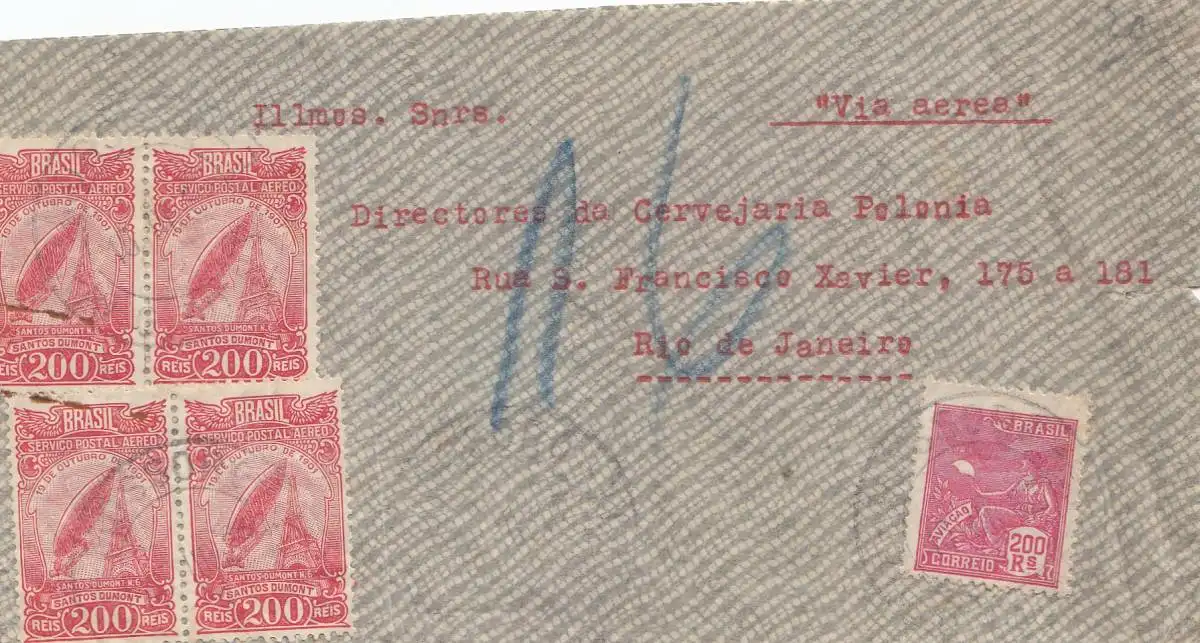 Illmos. Snrs.
"Via aerea"
Directores da Cervejaria Polonia
Rua S. Francisco Xavier, 175 a 181
Rio de Janeiro
16
BRASIL
SERVIÇO POSTAL AEREO
19 DE OUTUBRO DE 1901
SANTOS DUMONT N.6
SANTOS DUMONT
REIS 200 REIS
BRASIL
SERVIÇO POSTAL AEREO
19 DE OUTUBRO DE 1901
SANTOS DUMONT N.6
SANTOS DUMONT
REIS 200 REIS
BRASIL
SERVIÇO POSTAL AEREO
19 DE OUTUBRO DE 1901
SANTOS DUMONT N.6
SANTOS DUMONT
REIS 200 REIS
BRASIL
SERVIÇO POSTAL AEREO
19 DE OUTUBRO DE 1901
SANTOS DUMONT N.6
SANTOS DUMONT
REIS 200 REIS
BRASIL
AVIAÇÃO
200 Rs
CORREIO